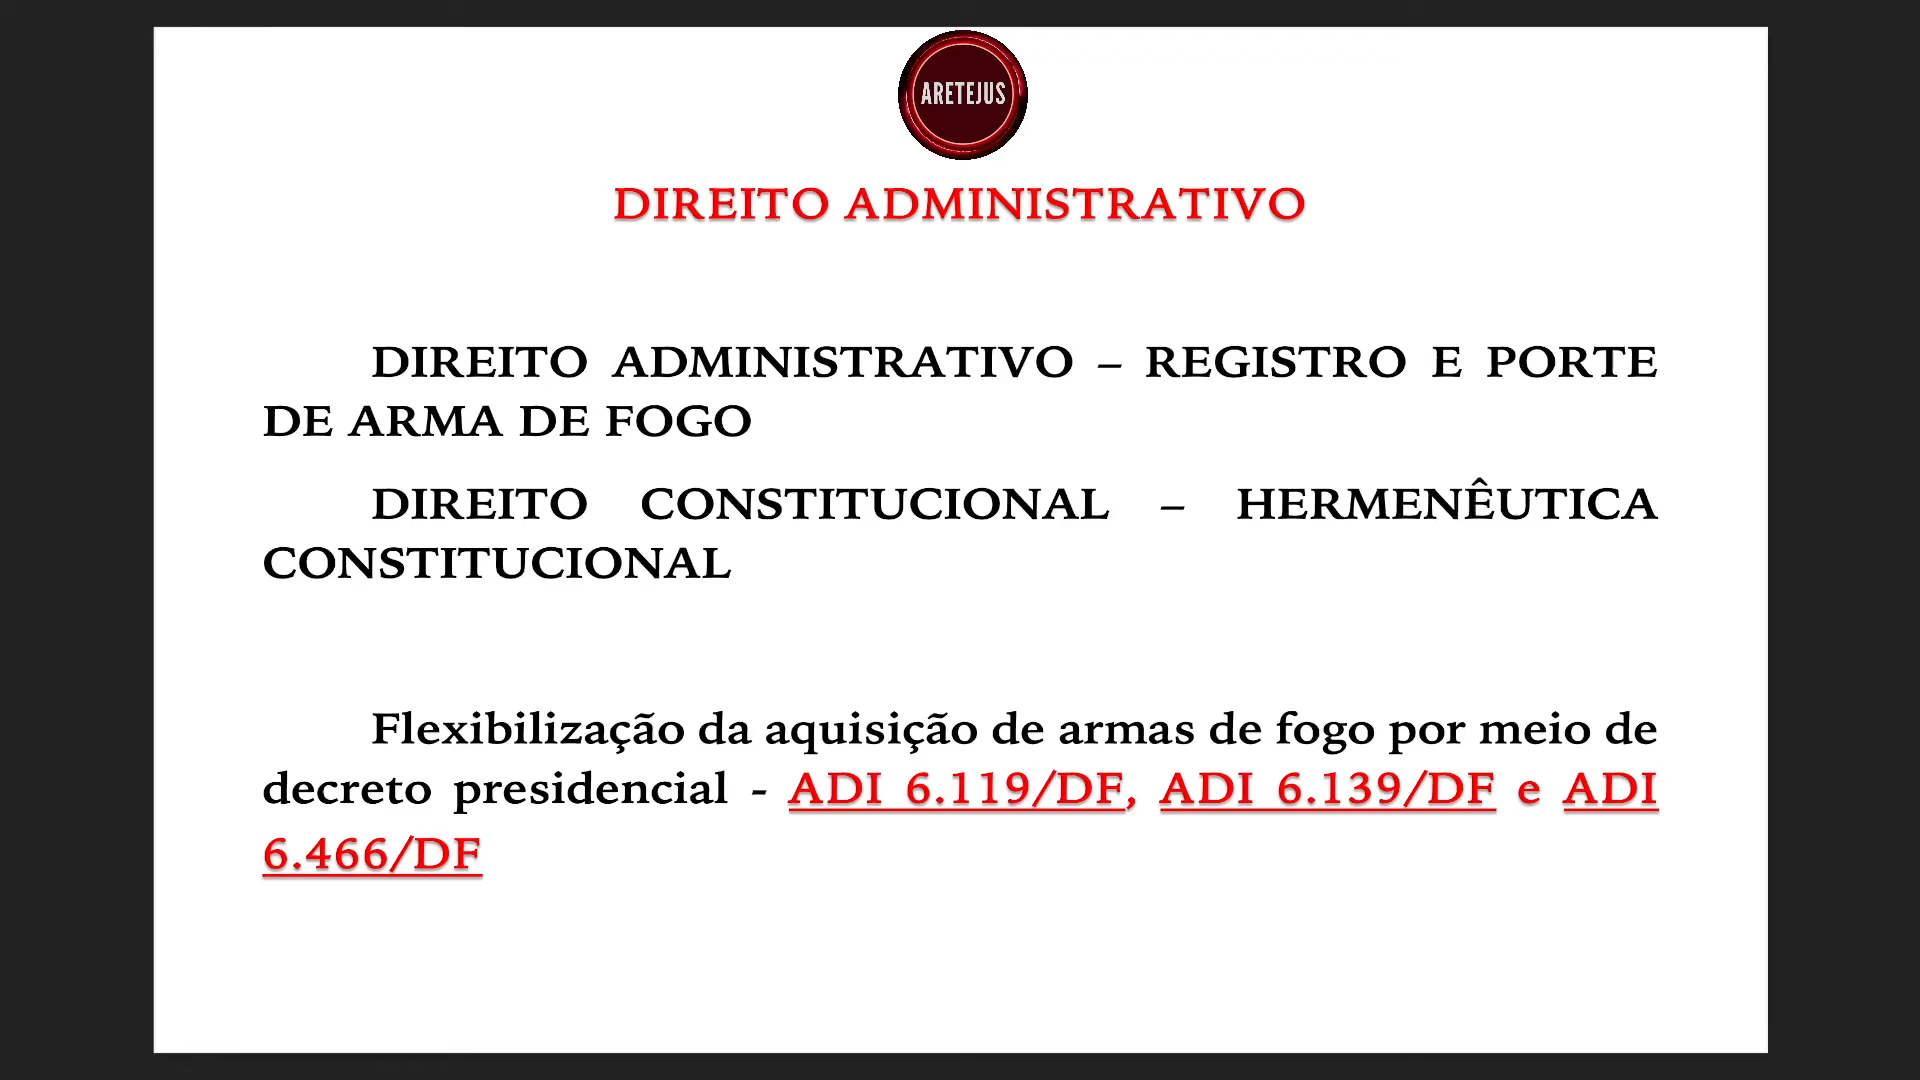 ARETEJUS
DIREITO ADMINISTRATIVO
DIREITO ADMINISTRATIVO – REGISTRO E PORTE
DE ARMA DE FOGO
DIREITO CONSTITUCIONAL – HERMENÊUTICA
CONSTITUCIONAL
Flexibilização da aquisição de armas de fogo por meio de
decreto presidencial - ADI 6.119/DF, ADI 6.139/DF e ADI
6.466/DF